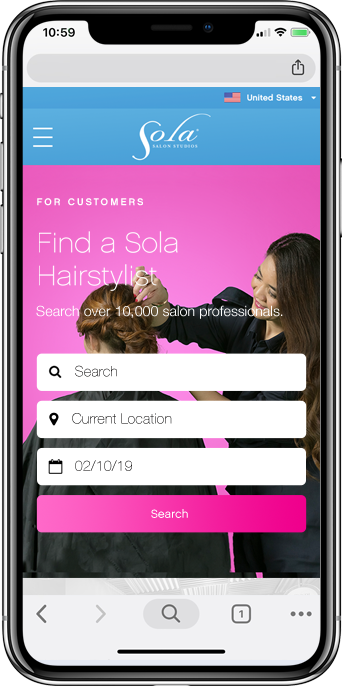 10:59
United States
Sola
SALON STUDIOS
FOR CUSTOMERS
Find a Sola
Hairstylist
Search over 10,000 salon professionals.
Search
Current Location
02/10/19
Search
1